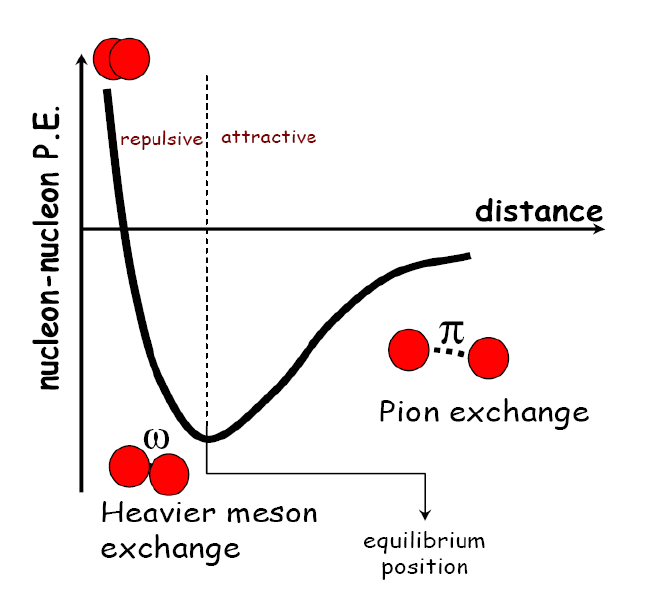 nucleon-nucleon P.E.
repulsive
attractive
distance
π
Pion exchange
ω
Heavier meson
exchange
equilibrium
position